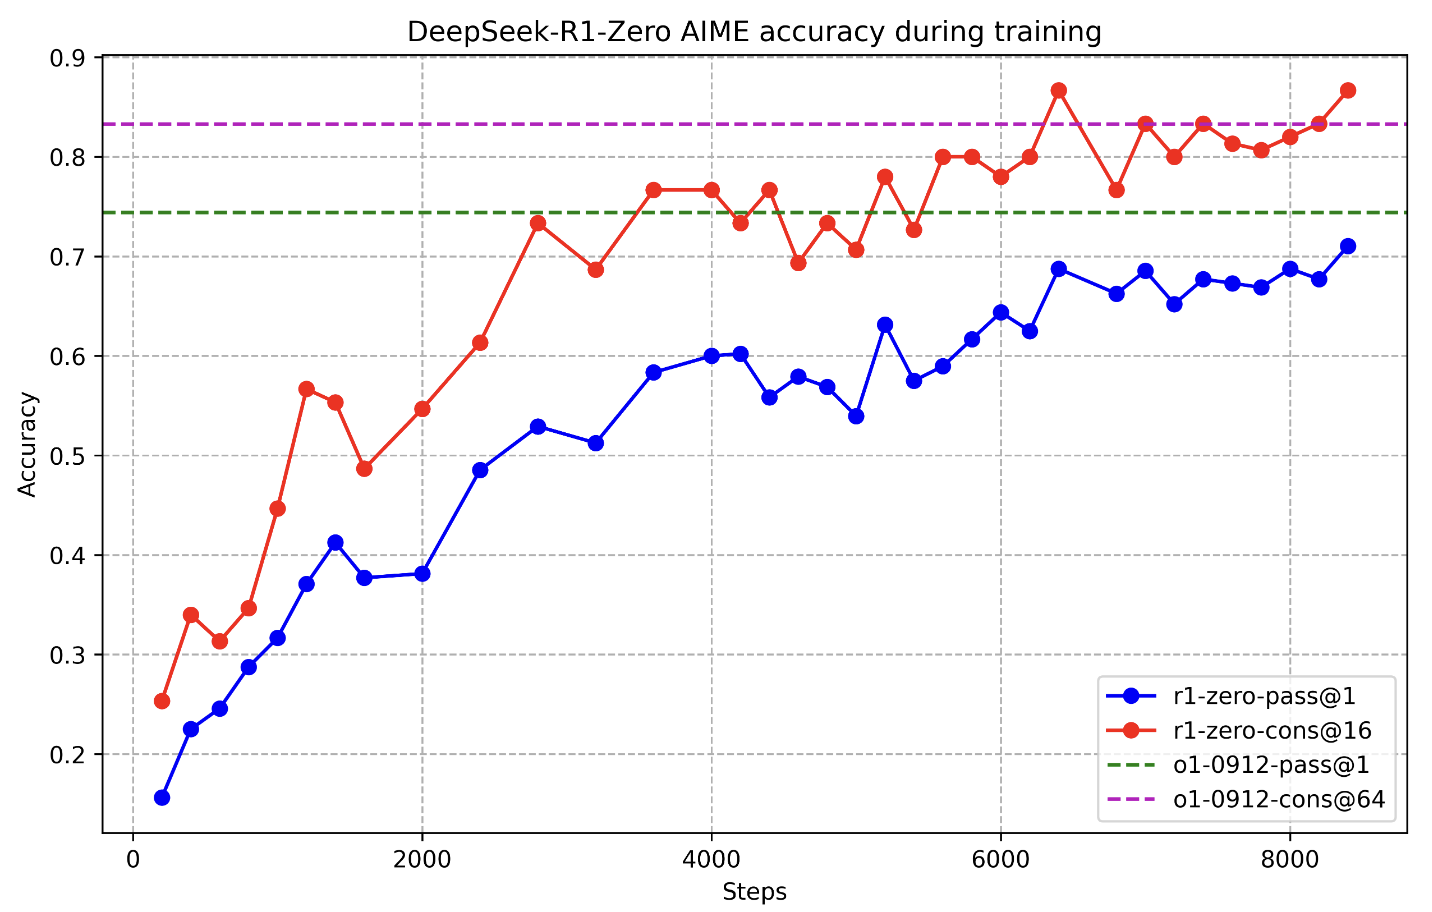 DeepSeek-R1-Zero AIME accuracy during training
0.9
0.8
0.7
0.6
0.5
0.4
0.3
0.2
Accuracy
0 2000 4000 6000 8000
Steps
r1-zero-pass@1
r1-zero-cons@16
o1-0912-pass@1
o1-0912-cons@64